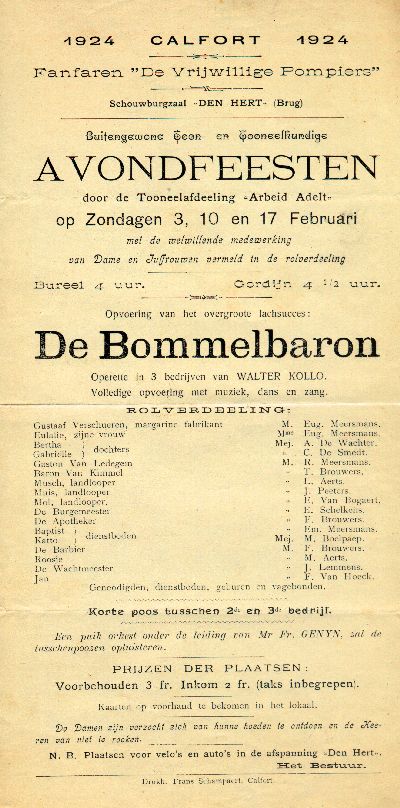 1924 CALFORT 1924
Fanfaren "De Vrijwillige Pompiers"
Schouwburgzaal «DEN HERT» (Brug)
Buitengewone Toon en Tooneelkundige
AVONDFEESTEN
door de Tooneelafdeeling «Arbeid Adelt»
op Zondagen 3, 10 en 17 Februari
met de welwillende medewerking
van Dame en Juffrouwen vermeld in de rolverdeeling
Bureel 4 uur. Gordijn 4 1/2 uur.
Opvoering van het overgroote lachsucces:
De Bommelbaron
Operette in 3 bedrijven van WALTER KOLLO.
Volledige opvoering met muziek, dans en zang.
ROLVERDEELING:
Gustaaf Verschueren, margarine fabrikant M. Eug. Meersmans.
Eulalie, zijne vrouw Mme Eug. Meersmans.
Bertha } dochters Mej. A. De Wachter.
Gabrielle } » C. De Smedt.
Gaston Van Ledegem M. R. Meersmans.
Baron Van Kimmel » T. Brouwers.
Musch, landlooper » L. Aerts.
Muis, landlooper » J. Peeters.
Mol, landlooper. » E. Van Bogaert.
De Burgemeester » E. Schelkens.
De Apotheker » F. Brouwers.
Baptist } dienstboden » Em. Meersmans.
Katto } Mej. M. Boelpaep.
De Barbier M. F. Brouwers.
Roosje » M. Aerts.
De Wachtmeester » J. Lemmens.
Jan » F. Van Hoeck.
Genoodigden, dienstboden, geburen en vagebonden.
Korte poos tusschen 2de en 3de bedrijf.
Een puik orkest onder de leiding van Mr Fr. GENYN, zal de
tusschenpoozen opluisteren.
PRIJZEN DER PLAATSEN:
Voorbehouden 3 fr. Inkom 2 fr. (taks inbegrepen).
Kaarten op voorhand te bekomen in het lokaal.
De Damen zijn verzocht zich van hunne hoeden te ontdoen en de Hee-
ren van niet te rooken.
N. B. Plaatsen voor velo's en auto's in de afspanning «Den Hert».
Het Bestuur.
Drukk. Frans Schampaert, Calfort.